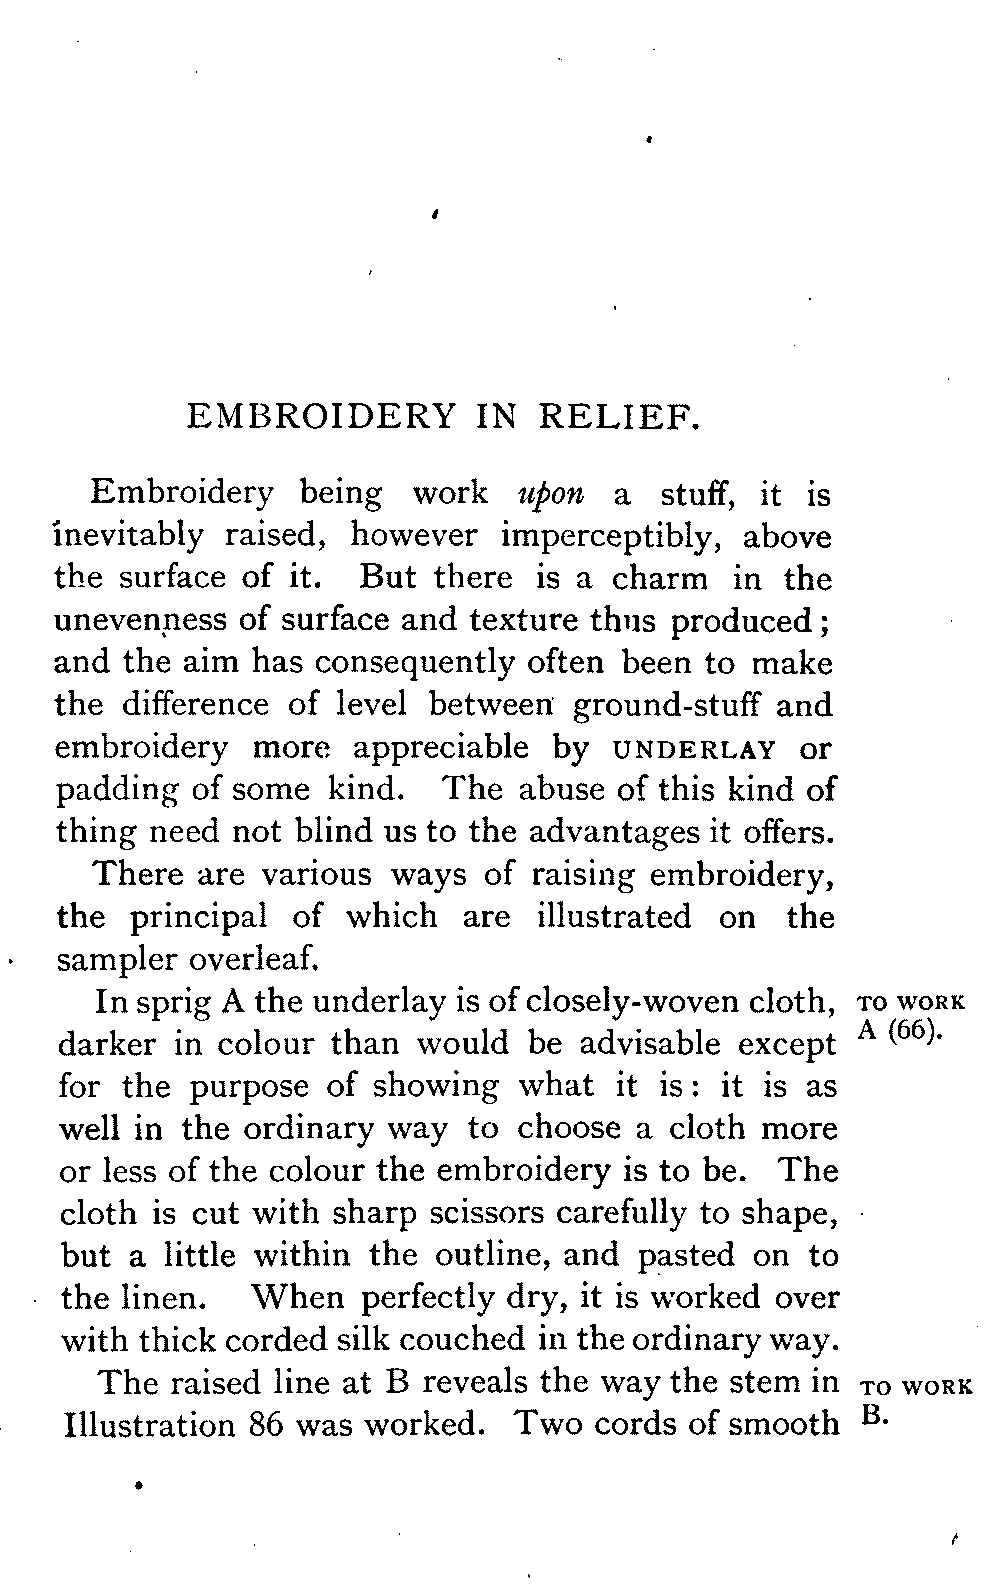 EMBROIDERY IN RELIEF.
Embroidery being work upon a stuff, it is
inevitably raised, however imperceptibly, above
the surface of it. But there is a charm in the
unevenness of surface and texture thus produced;
and the aim has consequently often been to make
the difference of level between ground-stuff and
embroidery more appreciable by UNDERLAY or
padding of some kind. The abuse of this kind of
thing need not blind us to the advantages it offers.
There are various ways of raising embroidery,
the principal of which are illustrated on the
sampler overleaf.
In sprig A the underlay is of closely-woven cloth,
TO WORK
A (66).
darker in colour than would be advisable except
for the purpose of showing what it is: it is as
well in the ordinary way to choose a cloth more
or less of the colour the embroidery is to be. The
cloth is cut with sharp scissors carefully to shape,
but a little within the outline, and pasted on to
the linen. When perfectly dry, it is worked over
with thick corded silk couched in the ordinary way.
The raised line at B reveals the way the stem in
TO WORK
B.
Illustration 86 was worked. Two cords of smooth